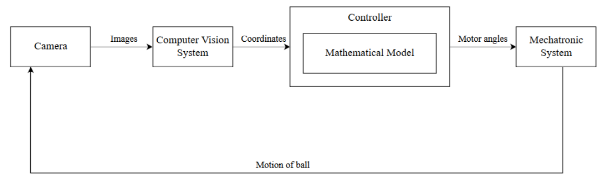 Controller
Camera
Images
Computer Vision
System
Coordinates
Mathematical Model
Motor angles
Mechatronic
System
Motion of ball